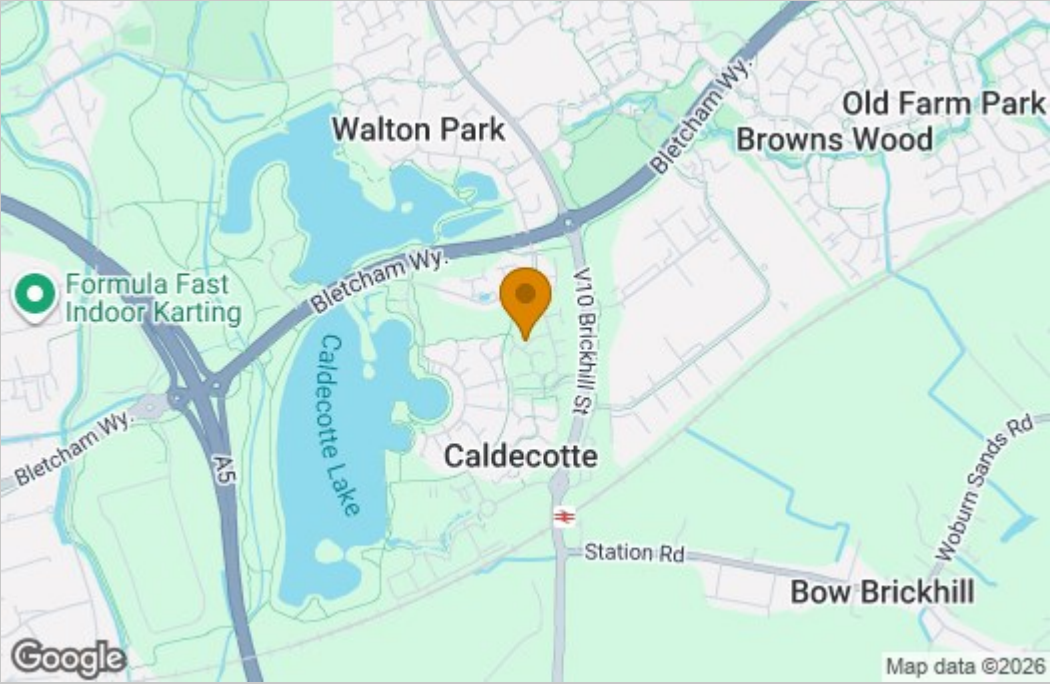 Old Farm Park
Walton Park
Browns Wood
Bletcham Wy.
Bletcham Wy.
Formula Fast
Indoor Karting
V10 Brickhill St
Caldecotte Lake
Bletcham Wy.
A5
Caldecotte
Woburn Sands Rd
Station Rd
Bow Brickhill
Google
Map data ©2026